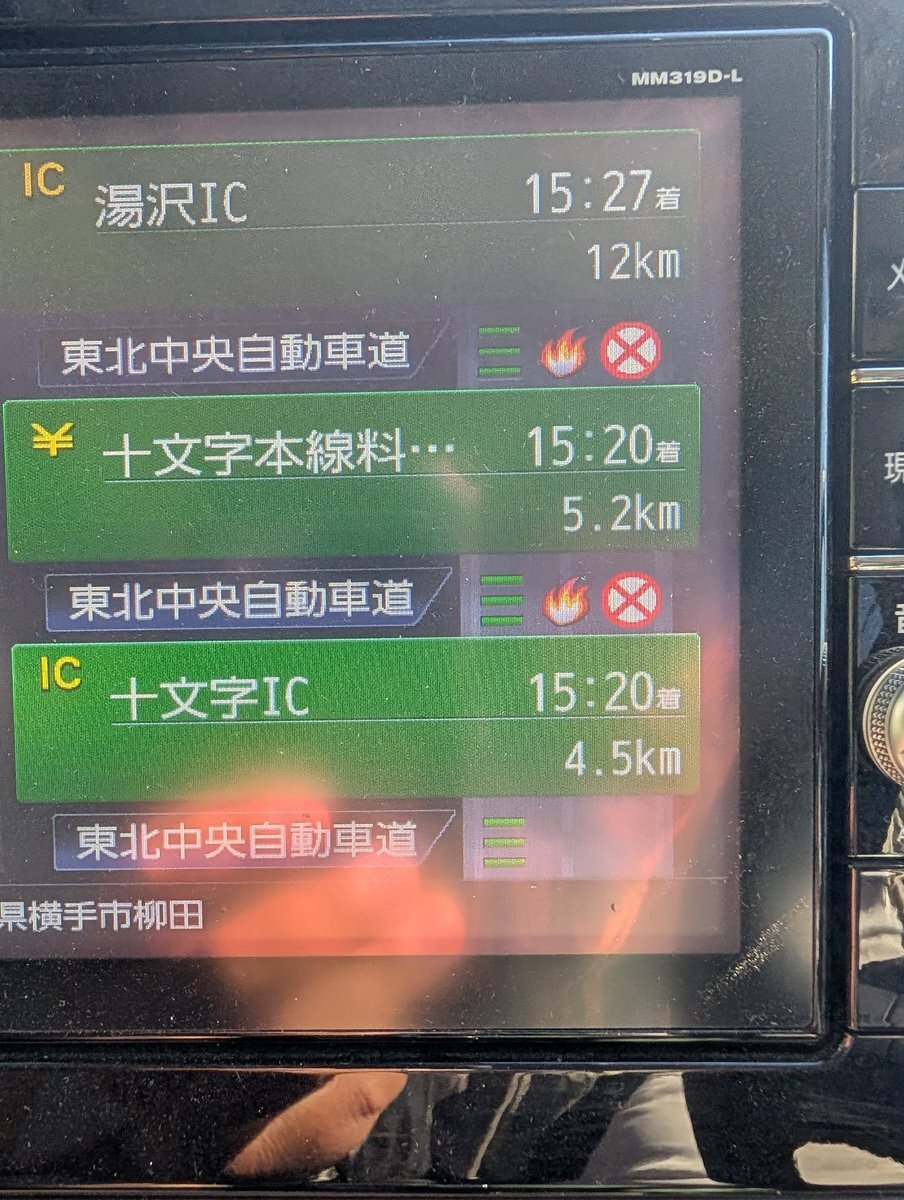 MM319D-L
IC 湯沢IC 15:27着
12km
東北中央自動車道
¥ 十文字本線料… 15:20着
5.2km
東北中央自動車道
IC 十文字IC 15:20着
4.5km
東北中央自動車道
県横手市柳田
現